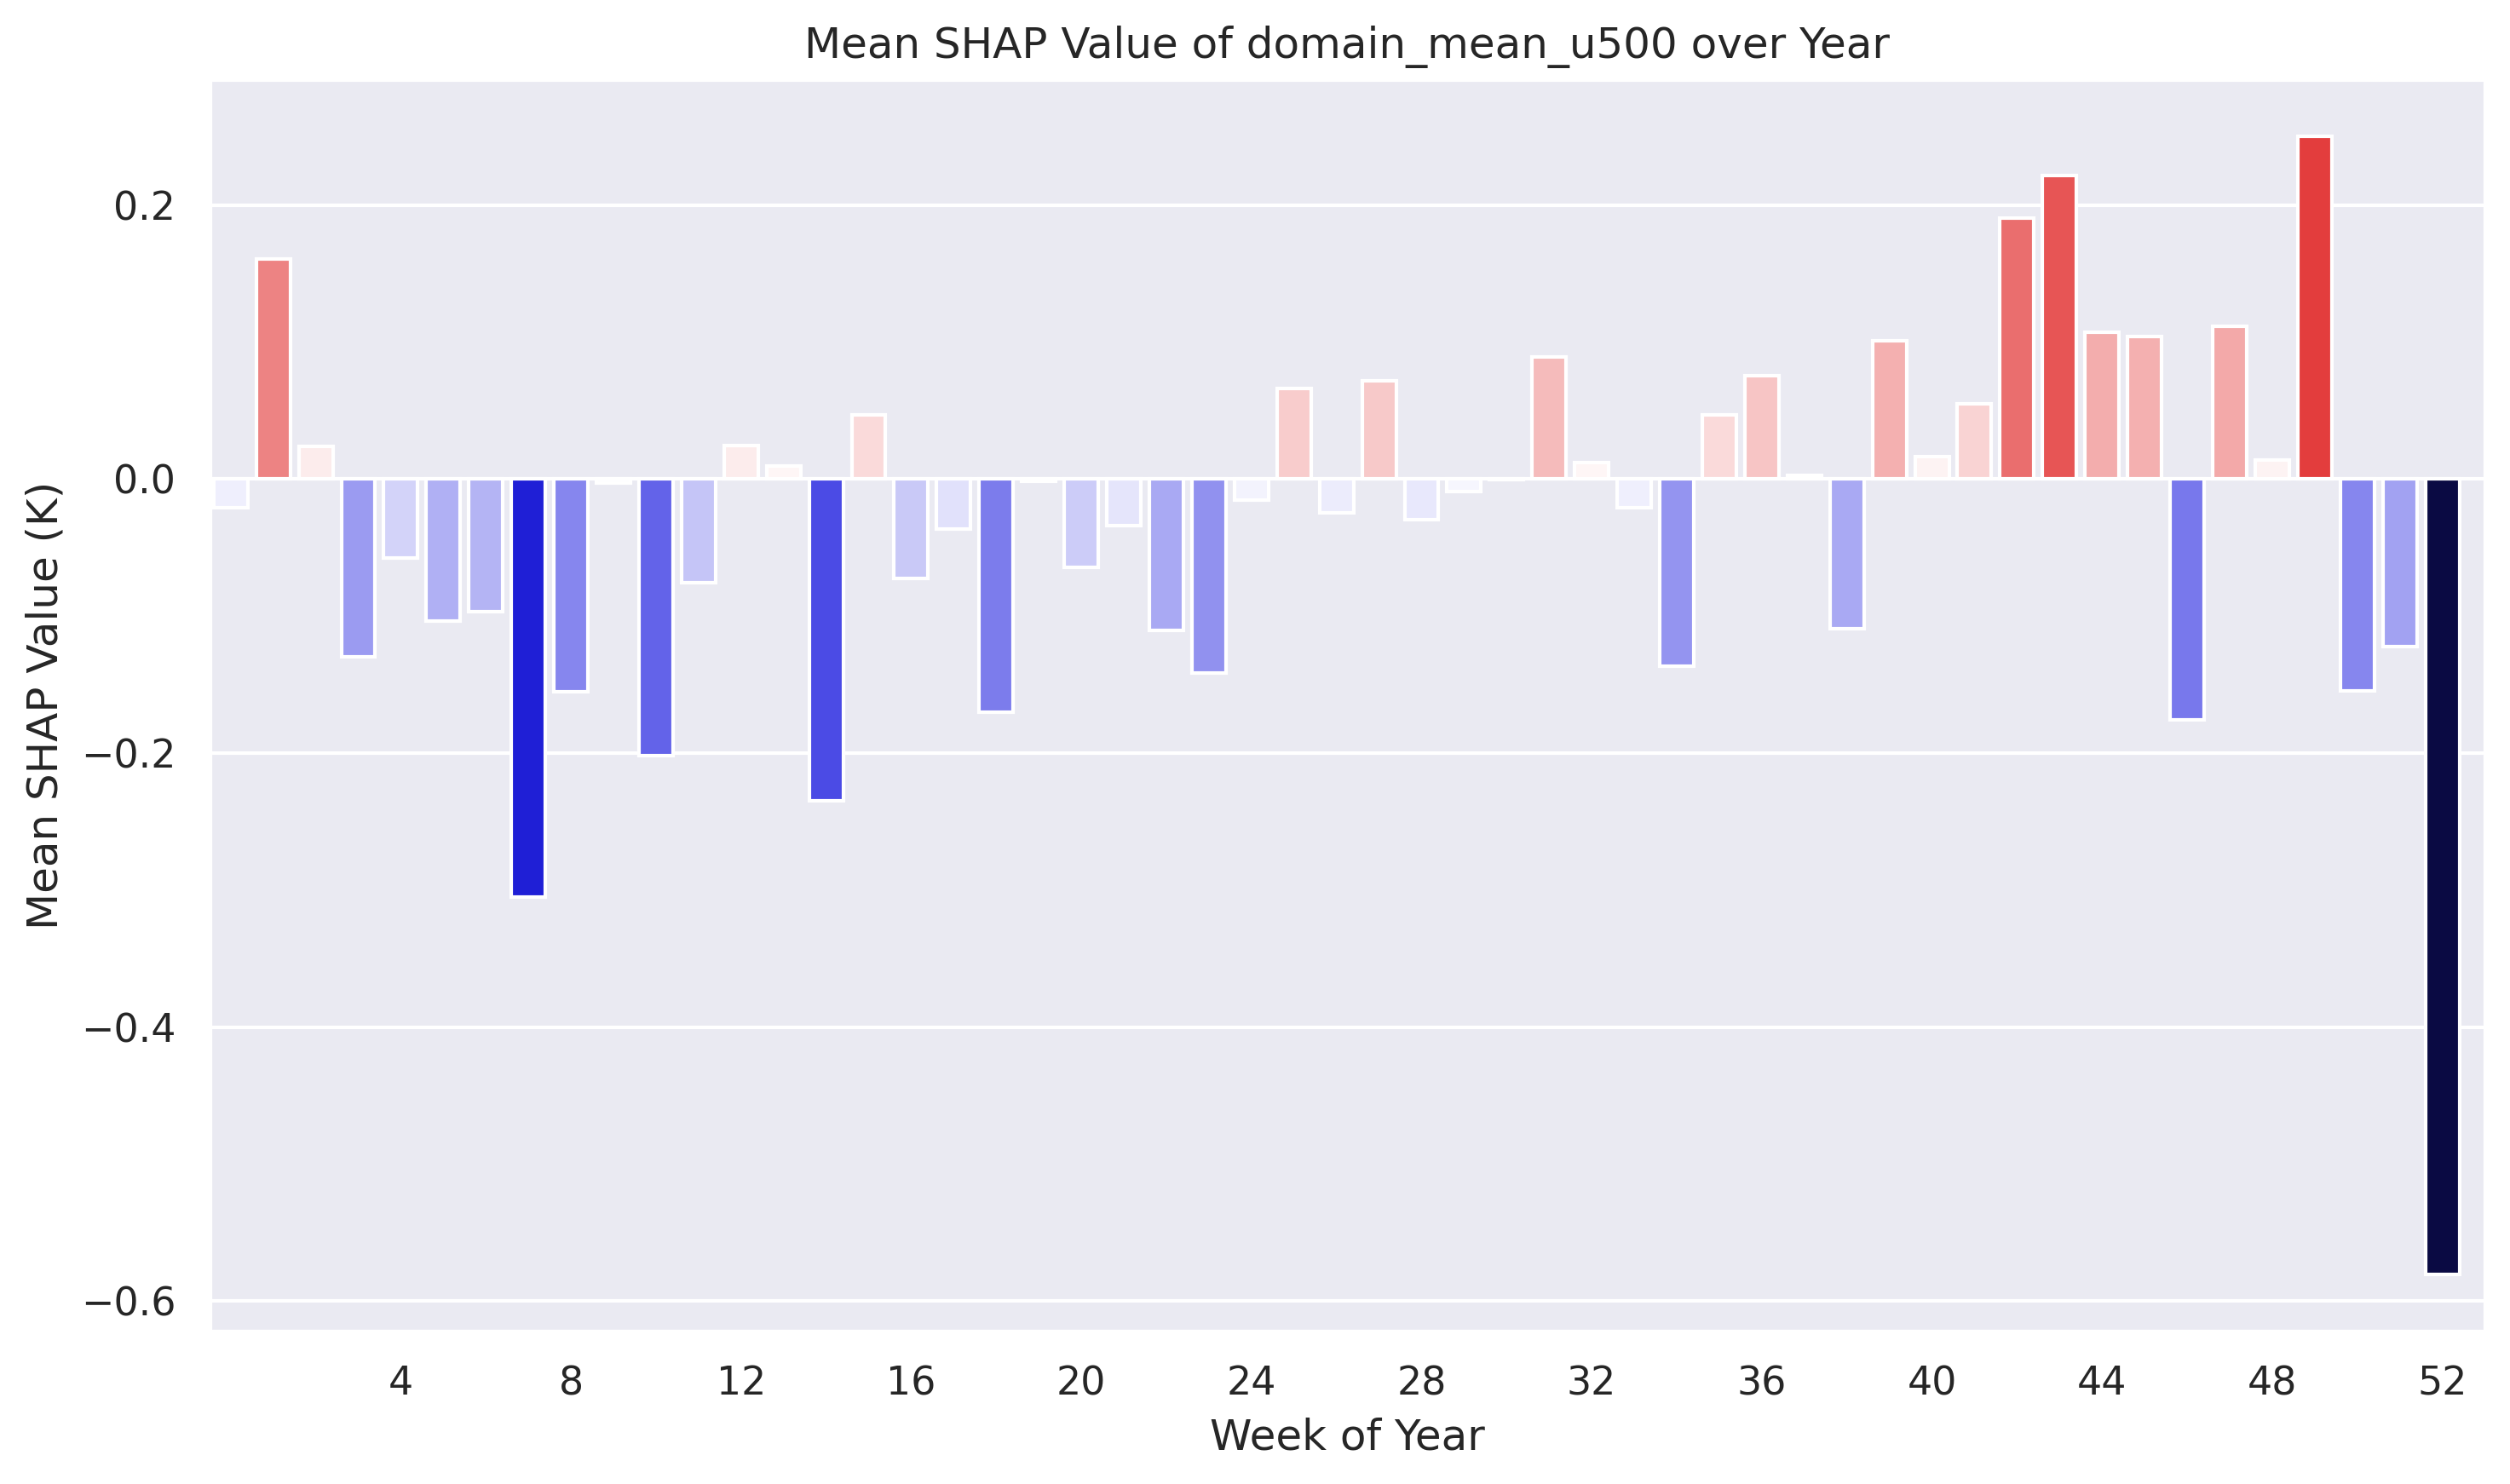 Mean SHAP Value of domain_mean_u500 over Year
Mean SHAP Value (K)
0.2
0.0
−0.2
−0.4
−0.6
4 8 12 16 20 24 28 32 36 40 44 48 52
Week of Year